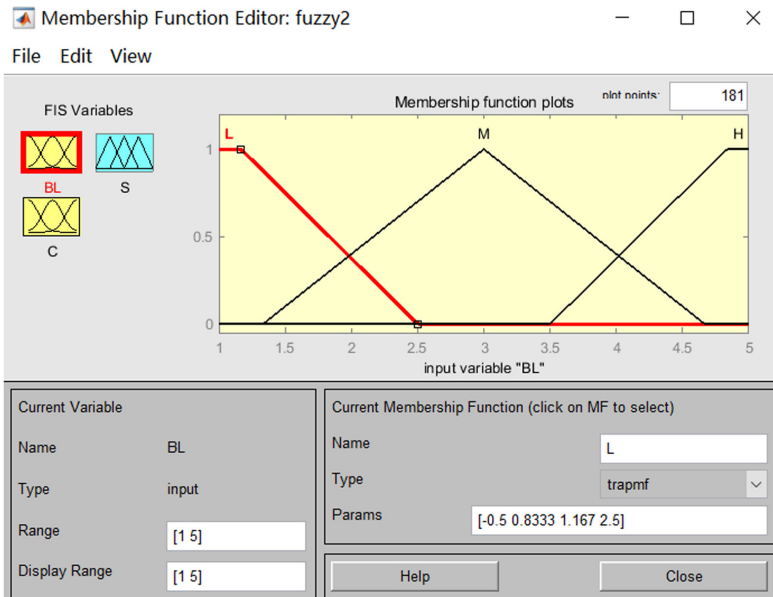 Membership Function Editor: fuzzy2
File Edit View
FIS Variables
BL
S
C
Membership function plots
plot points:
181
L
M
H
1
0.5
0
1 1.5 2 2.5 3 3.5 4 4.5 5
input variable "BL"
Current Variable
Name BL
Type input
Range [1 5]
Display Range [1 5]
Current Membership Function (click on MF to select)
Name L
Type trapmf
Params [-0.5 0.8333 1.167 2.5]
Help Close